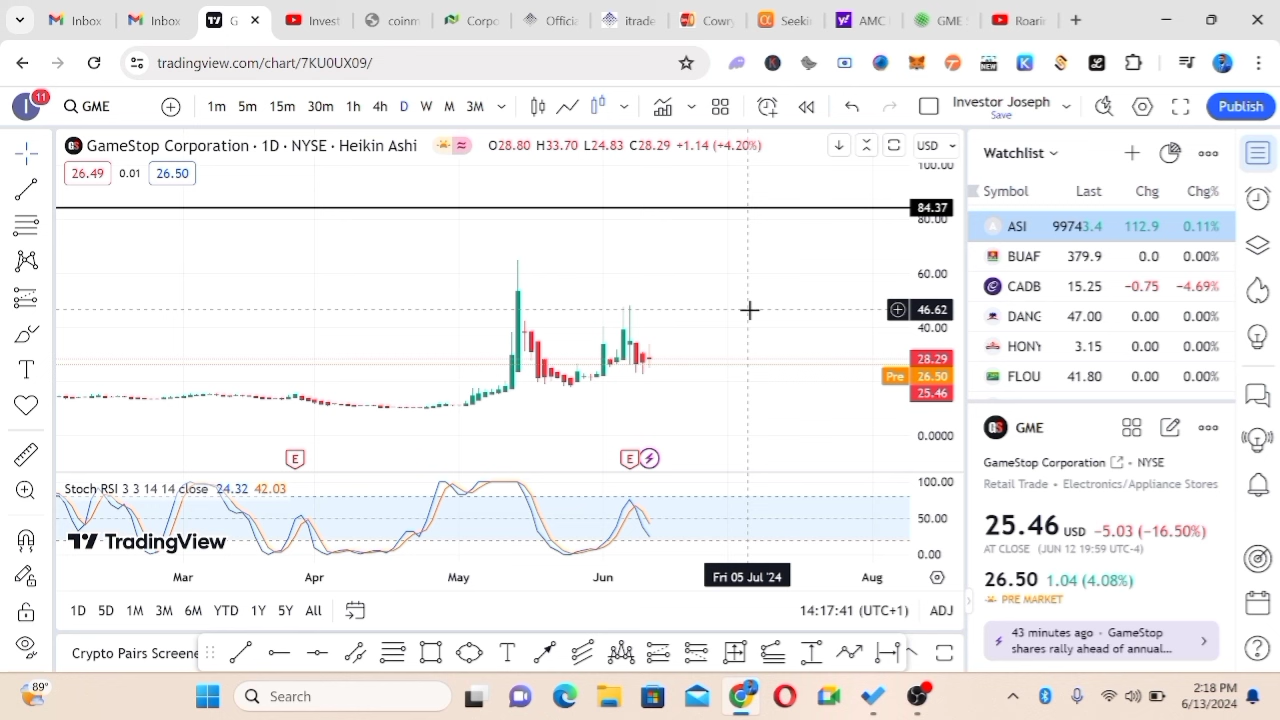 Inbox
Inbox
G
Invest
coinm
Corpo
Officia
itrade
Cowry
Seeki
AMC
GME S
Roarin
tradingview.com/chart/7KU0UX09/
NEW
11
I
GME
1m 5m 15m 30m 1h 4h D W M 3M
Investor Joseph
Save
Publish
GameStop Corporation · 1D · NYSE · Heikin Ashi
O28.80 H33.70 L24.83 C28.29 +1.14 (+4.20%)
USD
26.49 0.01 26.50
100.00
84.37
80.00
60.00
46.62
40.00
28.29
Pre 26.50
25.46
0.0000
E
E
Stoch RSI 3 3 14 14 close 24.32 42.03
100.00
50.00
0.00
TradingView
Mar
Apr
May
Jun
Fri 05 Jul '24
Aug
1D 5D 1M 3M 6M YTD 1Y 5Y All
14:17:41 (UTC+1)
ADJ
Crypto Pairs Screene
Watchlist
Symbol Last Chg Chg%
ASI 99743.4 112.9 0.11%
BUAF 379.9 0.0 0.00%
CADB 15.25 −0.75 −4.69%
DANG 47.00 0.00 0.00%
HONY 3.15 0.00 0.00%
FLOU 41.80 0.00 0.00%
GME
GameStop Corporation · NYSE
Retail Trade • Electronics/Appliance Stores
25.46 USD −5.03 (−16.50%)
AT CLOSE (JUN 12 19:59 UTC-4)
26.50 1.04 (4.08%)
PRE MARKET
43 minutes ago · GameStop
shares rally ahead of annual...
89°
Search
2:18 PM
6/13/2024